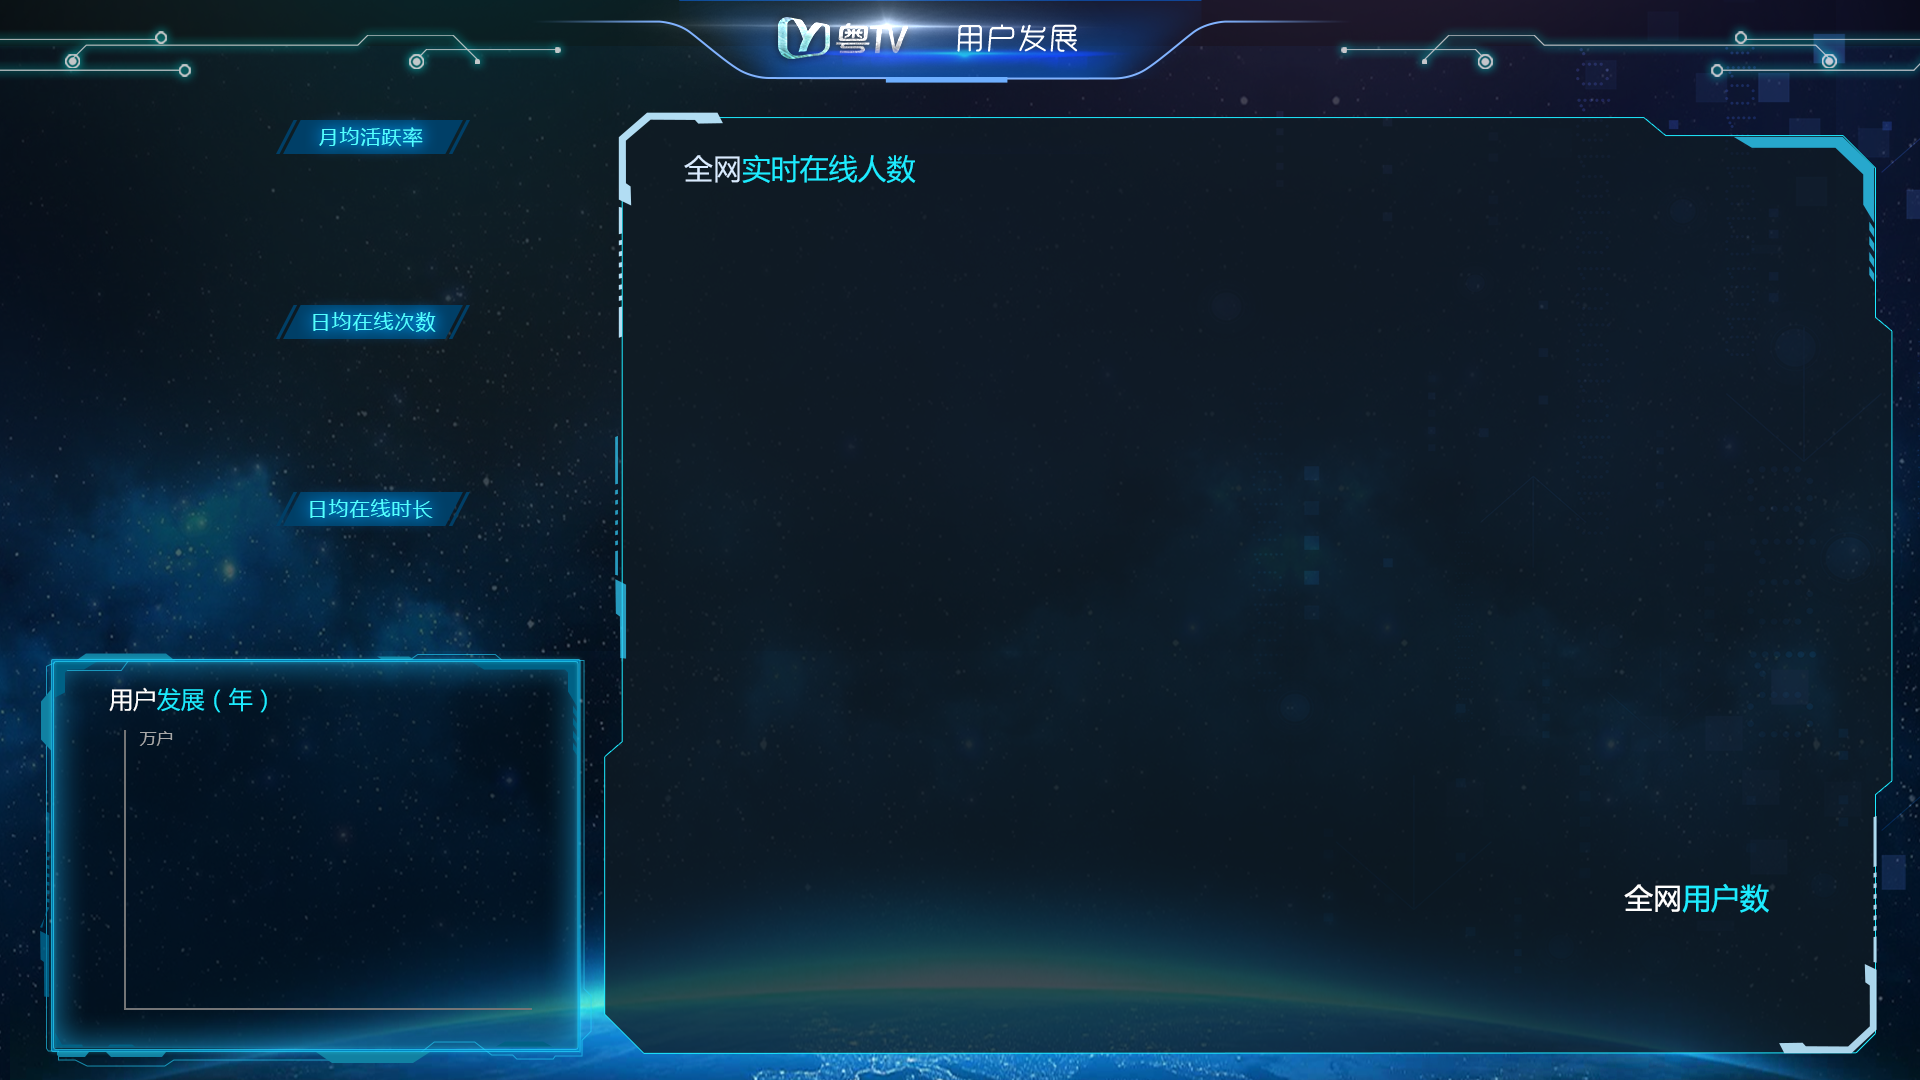 粤TV 用户发展
月均活跃率
全网实时在线人数
日均在线次数
日均在线时长
用户发展（年）
万户
全网用户数